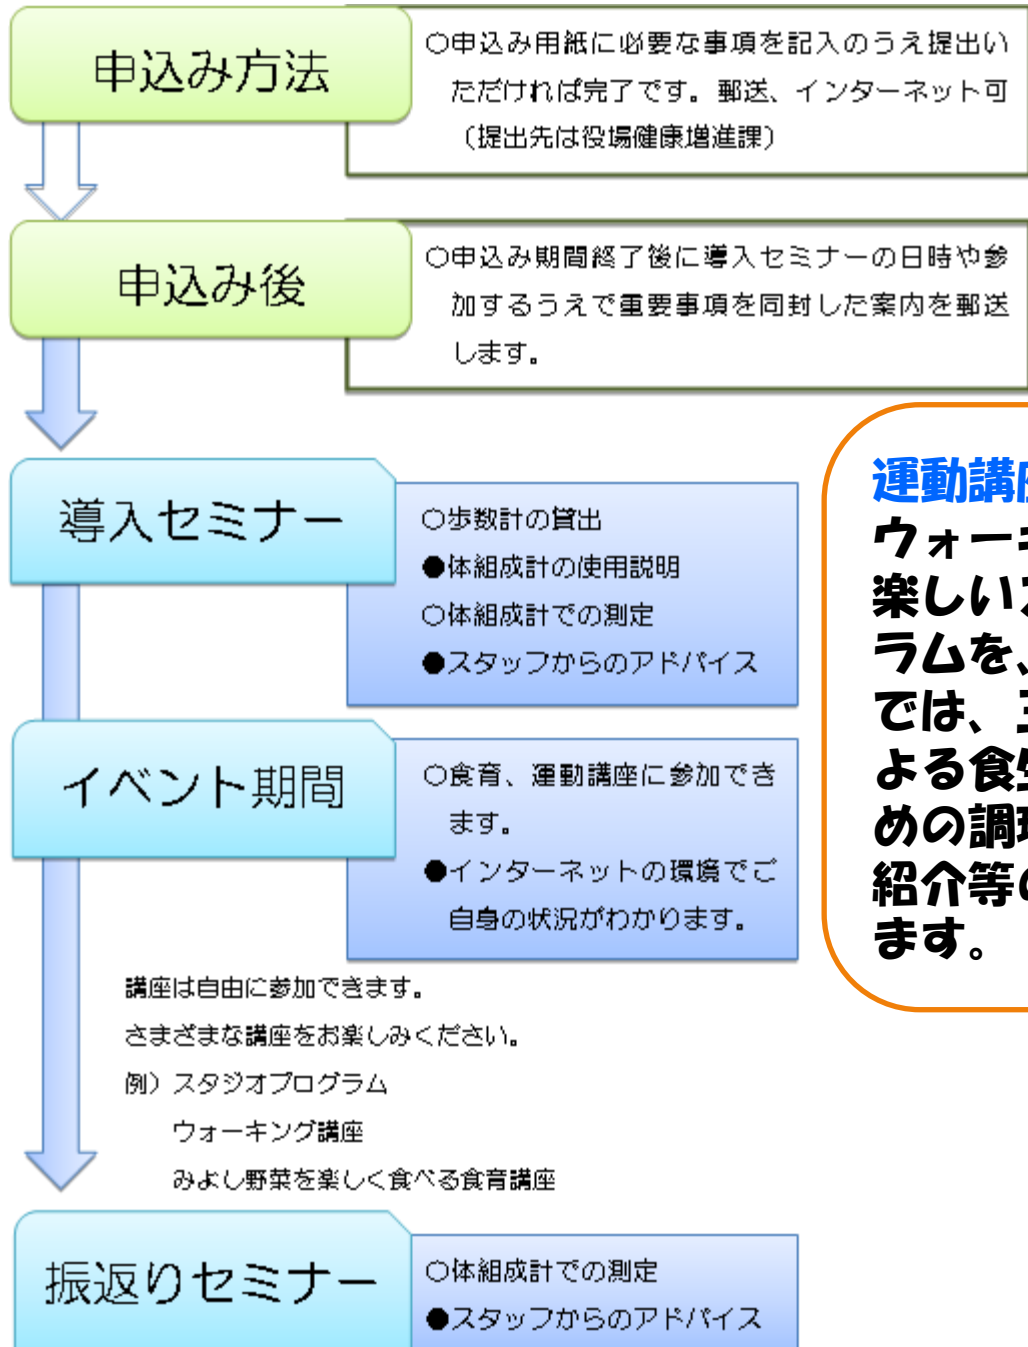 申込み方法
○申込み用紙に必要な事項を記入のうえ提出い
ただければ完了です。郵送、インターネット可
（提出先は役場健康増進課）
申込み後
○申込み期間終了後に導入セミナーの日時や参
加するうえで重要事項を同封した案内を郵送
します。
導入セミナー
○歩数計の貸出
●体組成計の使用説明
○体組成計での測定
●スタッフからのアドバイス
イベント期間
○食育、運動講座に参加でき
ます。
●インターネットの環境でご
自身の状況がわかります。
講座は自由に参加できます。
さまざまな講座をお楽しみください。
例）スタジオプログラム
ウォーキング講座
みよし野菜を楽しく食べる食育講座
振返りセミナー
○体組成計での測定
●スタッフからのアドバイス
運動講
ウォー
楽しい
ラムを、
では、
よる食
めの調
紹介等
ます。